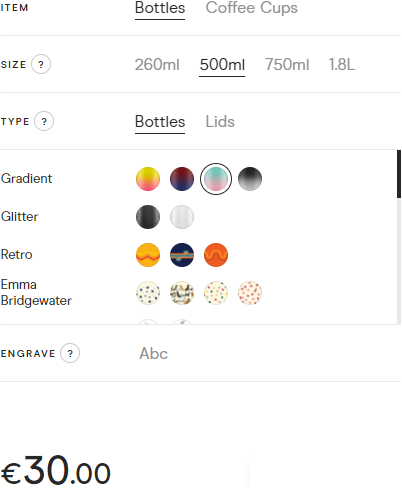 ITEM Bottles Coffee Cups
SIZE ? 260ml 500ml 750ml 1.8L
TYPE ? Bottles Lids
Gradient
Glitter
Retro
Emma
Bridgewater
ENGRAVE ? Abc
€30.00